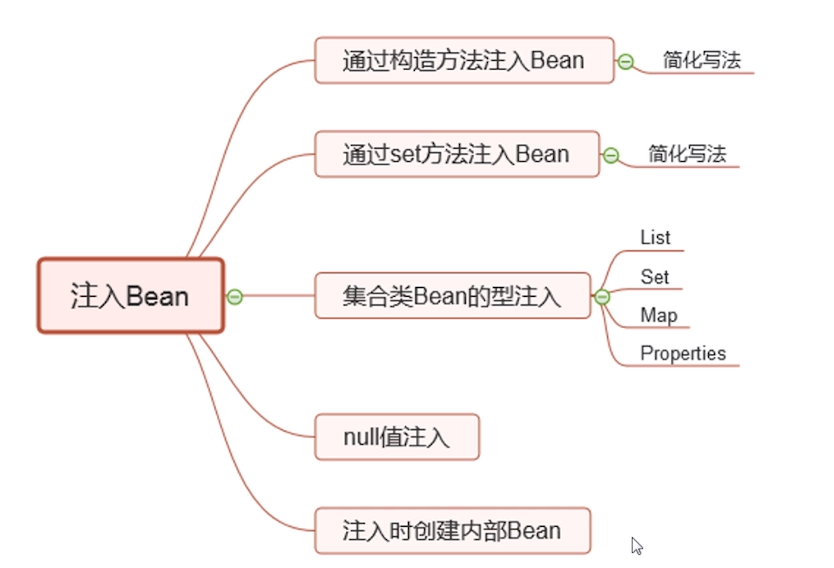 通过构造方法注入Bean
简化写法
通过set方法注入Bean
简化写法
注入Bean
集合类Bean的型注入
List
Set
Map
Properties
null值注入
注入时创建内部Bean